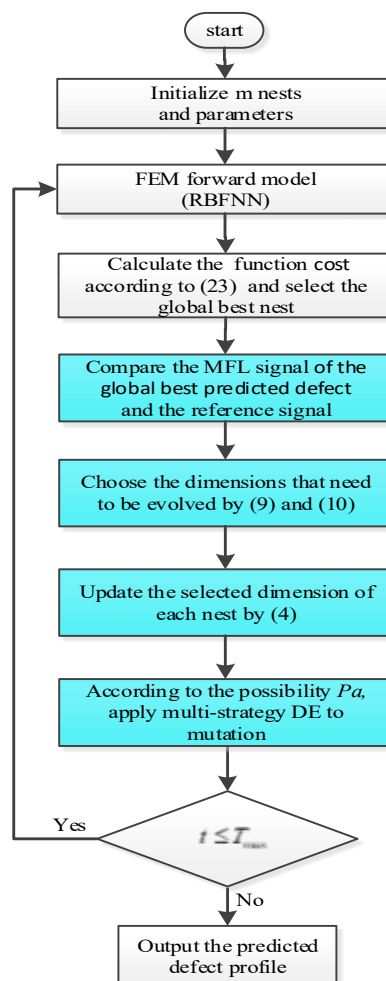 start
Initialize m nests
and parameters
FEM forward model
(RBFNN)
Calculate the function cost
according to (23) and select the
global best nest
Compare the MFL signal of the
global best predicted defect
and the reference signal
Choose the dimensions that need
to be evolved by (9) and (10)
Update the selected dimension of
each nest by (4)
According to the possibility Pa,
apply multi-strategy DE to
mutation
Yes
t ≤ T
No
Output the predicted
defect profile